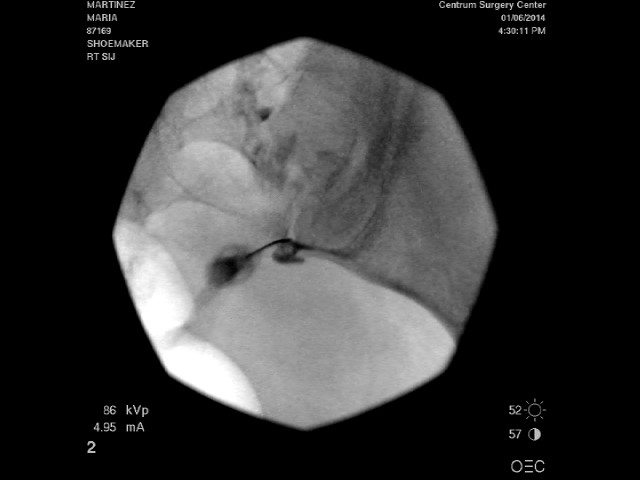 MARTINEZ
MARIA
87169
SHOEMAKER
RT SIJ
Centrum Surgery Center
01/06/2014
4:30:11 PM
86 kVp
4.95 mA
2
52
57
OEC